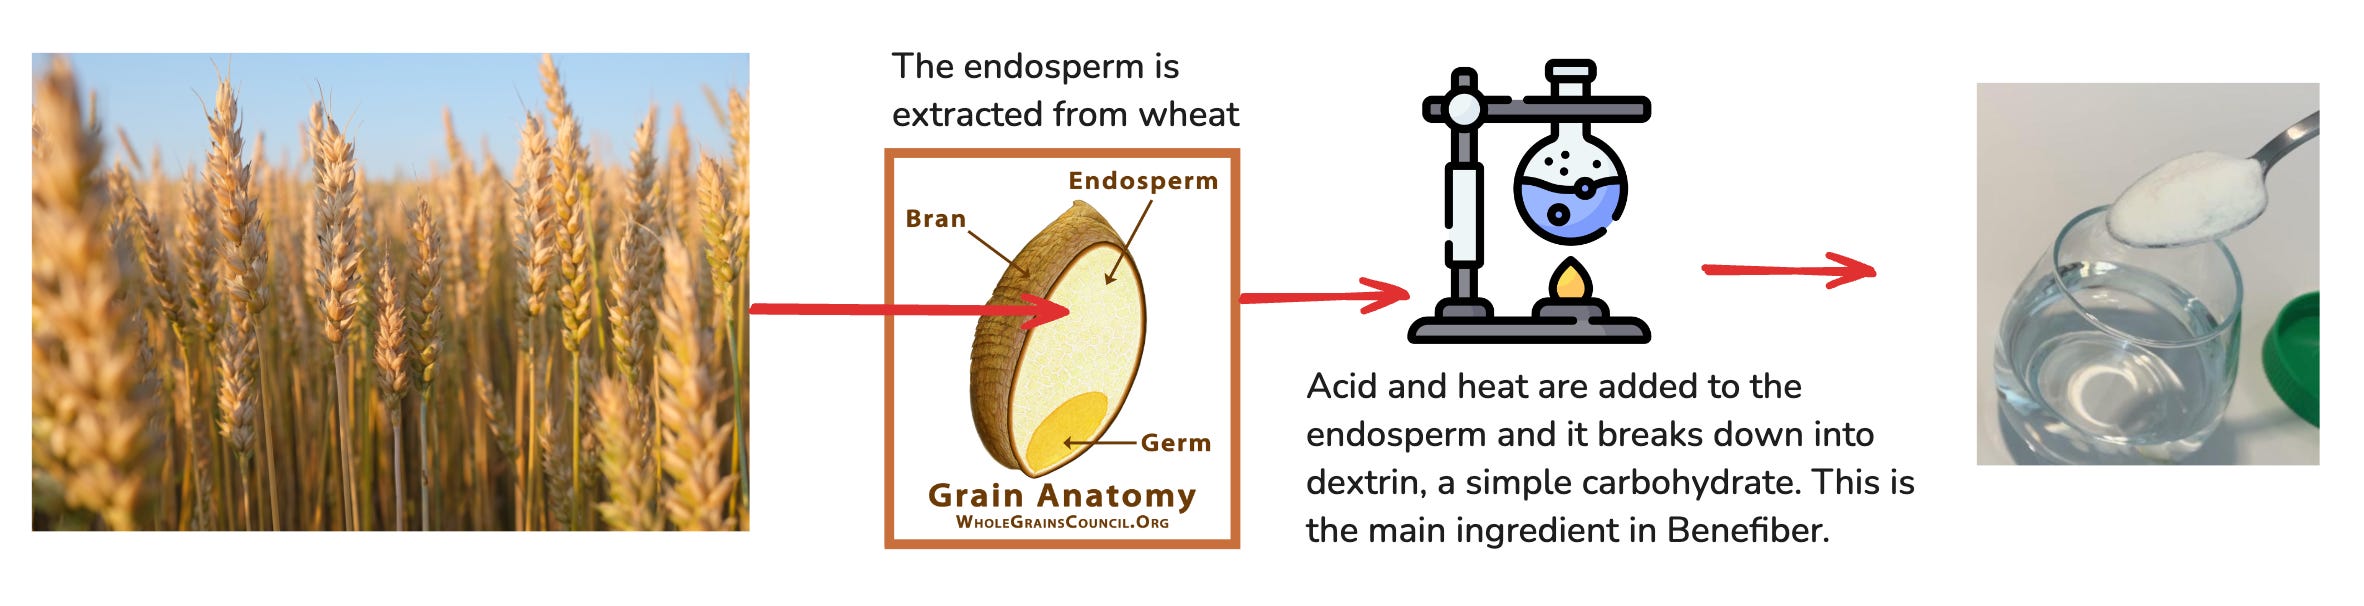 The endosperm is
extracted from wheat
Endosperm
Bran
Germ
Grain Anatomy
WholeGrainsCouncil.Org
Acid and heat are added to the
endosperm and it breaks down into
dextrin, a simple carbohydrate. This is
the main ingredient in Benefiber.